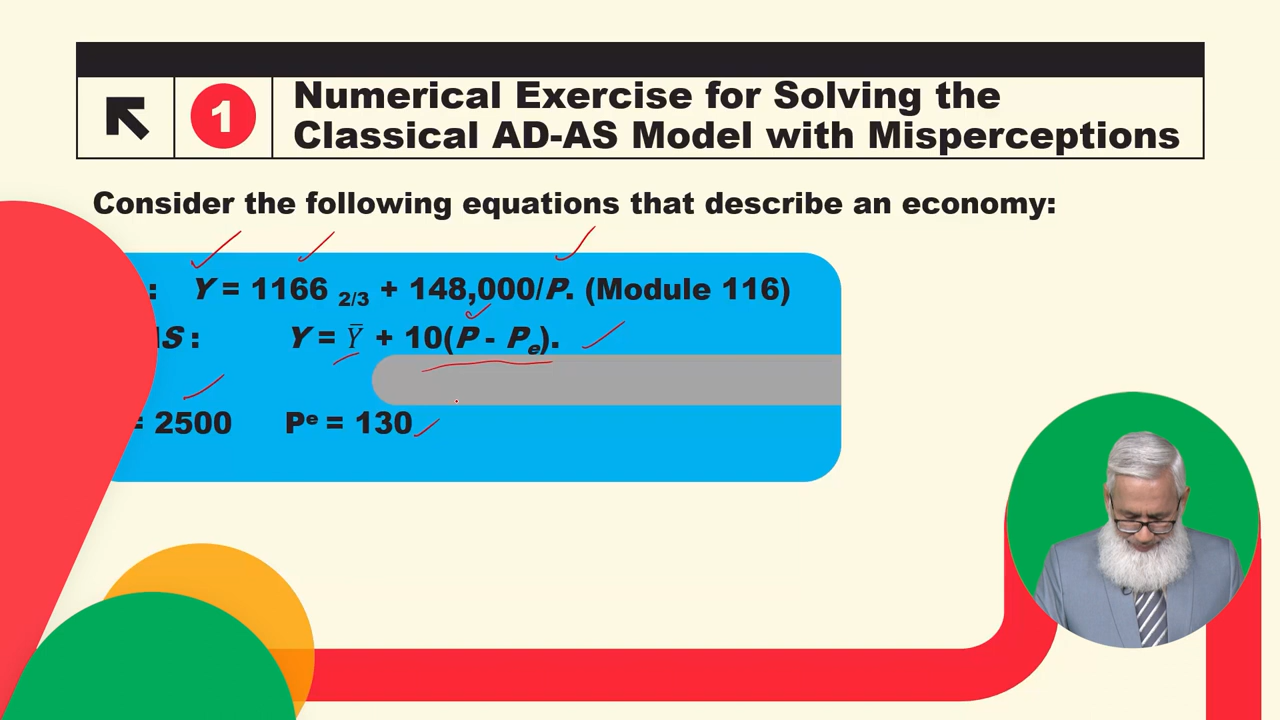 1
Numerical Exercise for Solving the
Classical AD-AS Model with Misperceptions
Consider the following equations that describe an economy:
: Y = 1166 2/3 + 148,000/P. (Module 116)
S : Y = Ȳ + 10(P - Pe).
= 2500 Pᵉ = 130